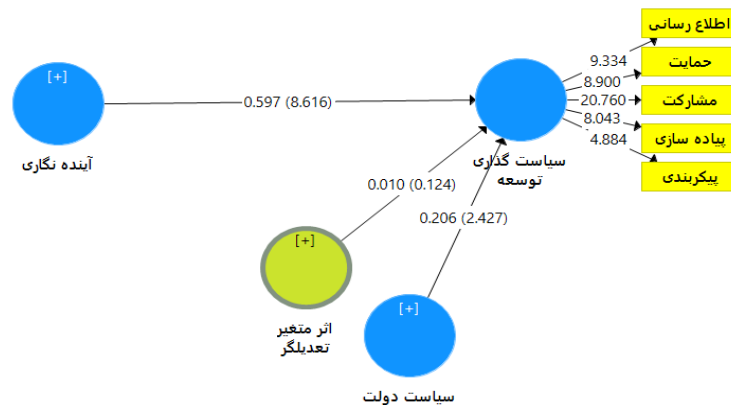 اطلاع رسانی
9.334
حمایت
[+]
8.900
0.597 (8.616)
20.760
مشارکت
8.043
پیاده سازی
4.884
آینده نگاری
سیاست گذاری
توسعه
پیکربندی
0.010 (0.124)
0.206 (2.427)
[+]
[+]
اثر متغیر
تعدیلگر
سیاست دولت